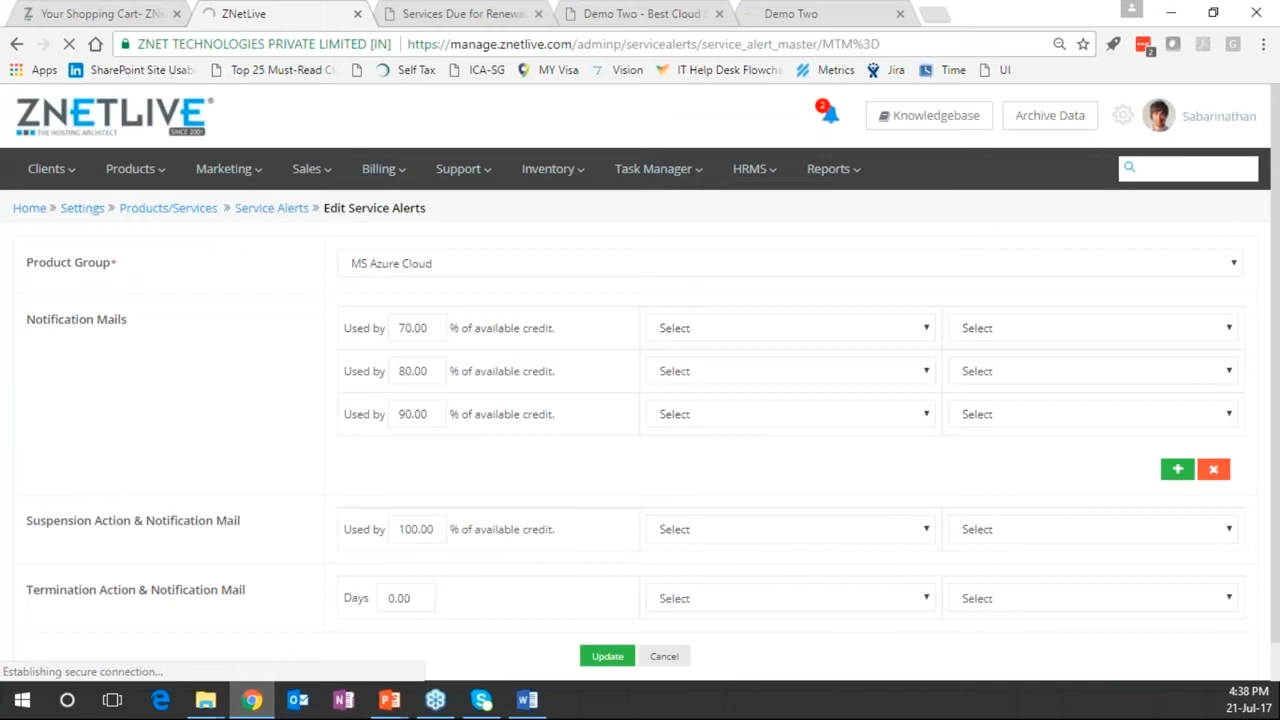 Your Shopping Cart- ZN
ZNetLive
Services Due for Renewa
Demo Two - Best Cloud
Demo Two
ZNET TECHNOLOGIES PRIVATE LIMITED [IN] https://manage.znetlive.com/adminp/servicealerts/service_alert_master/MTM%3D
Apps SharePoint Site Usab Top 25 Must-Read Cl Self Tax ICA-SG MY Visa Vision IT Help Desk Flowcha Metrics Jira Time UI
ZNETLIVE®
THE HOSTING ARCHITECT SINCE 2001
2 Knowledgebase Archive Data Sabarinathan
Clients Products Marketing Sales Billing Support Inventory Task Manager HRMS Reports
Home » Settings » Products/Services » Service Alerts » Edit Service Alerts
Product Group* MS Azure Cloud
Notification Mails
Used by 70.00 % of available credit. Select Select
Used by 80.00 % of available credit. Select Select
Used by 90.00 % of available credit. Select Select
Suspension Action & Notification Mail
Used by 100.00 % of available credit. Select Select
Termination Action & Notification Mail
Days 0.00 Select Select
Update Cancel
Establishing secure connection...
4:38 PM
21-Jul-17